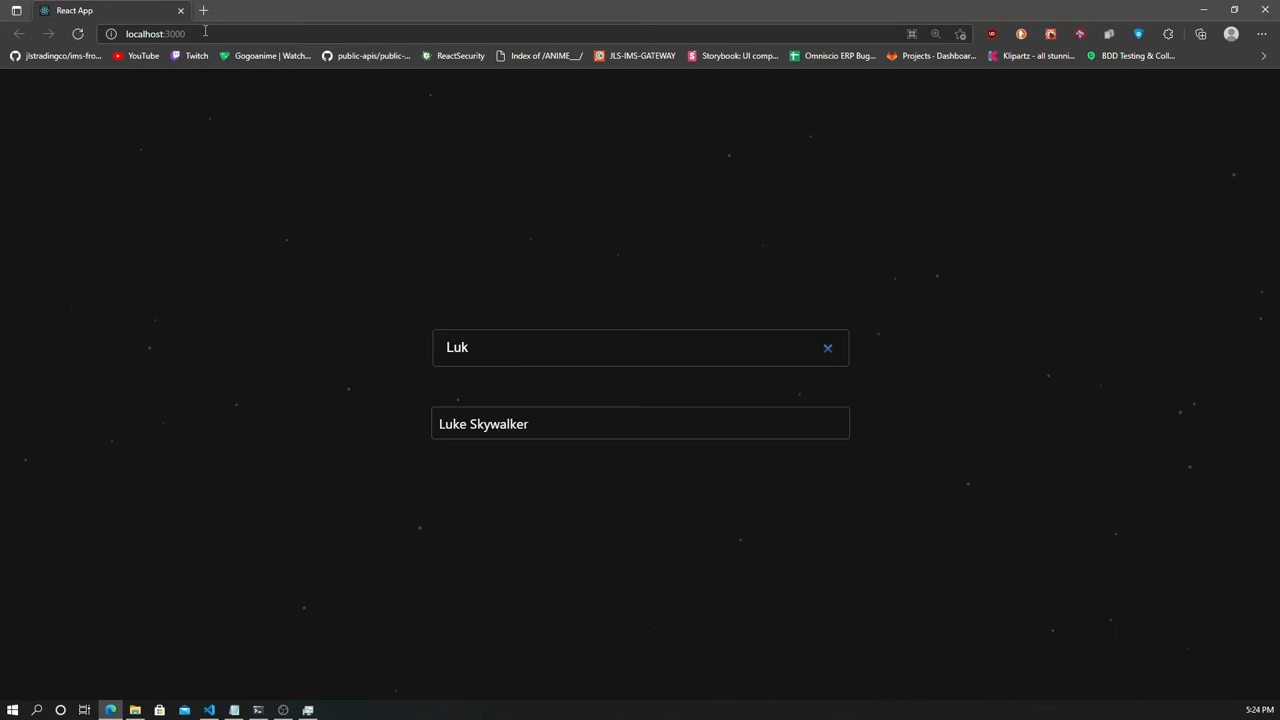 React App
localhost:3000
jlstradingco/ims-fro... YouTube Twitch Gogoanime | Watch... public-apis/public-... ReactSecurity Index of /ANIME__/ JLS-IMS-GATEWAY Storybook: UI comp... Omniscio ERP Bug... Projects · Dashboar... Klipartz - all stunni... BDD Testing & Coll...
Luk
Luke Skywalker
5:24 PM